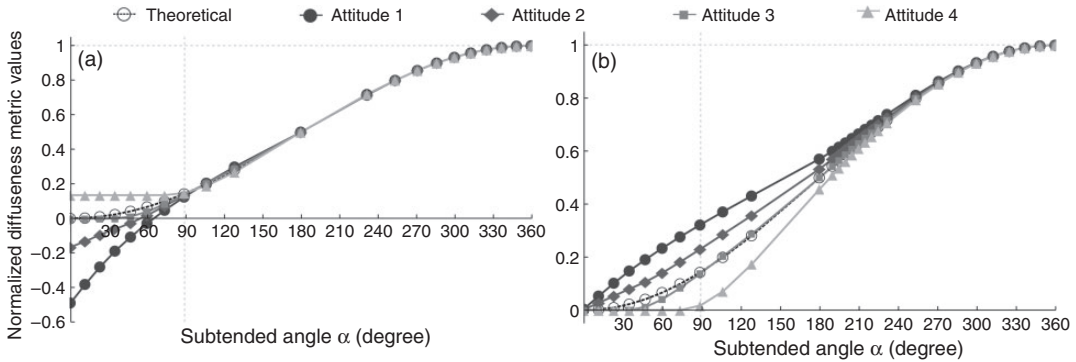 Theoretical Attitude 1 Attitude 2 Attitude 3 Attitude 4
Normalized diffuseness metric values
(a)
1
0.8
0.6
0.4
0.2
0
−0.2
−0.4
−0.6
30 60 90 120 150 180 210 240 270 300 330 360
Subtended angle α (degree)
(b)
1
0.8
0.6
0.4
0.2
0
30 60 90 120 150 180 210 240 270 300 330 360
Subtended angle α (degree)